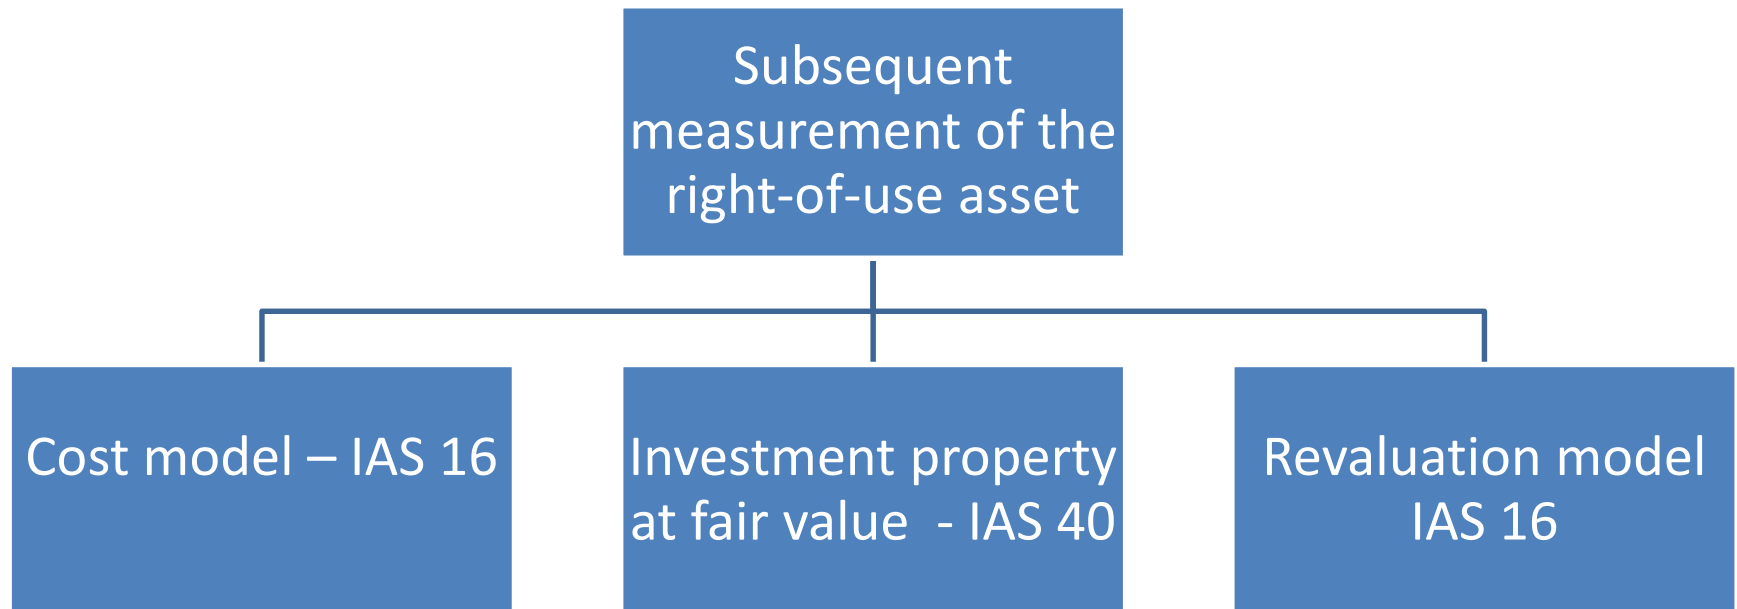 Subsequent
measurement of the
right-of-use asset
Cost model – IAS 16
Investment property
at fair value  - IAS 40
Revaluation model
IAS 16